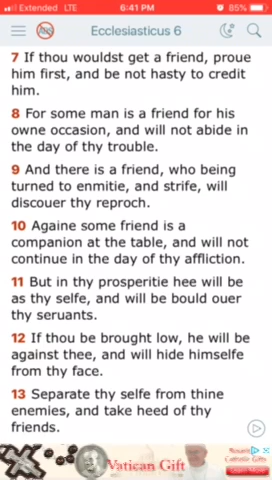 Extended LTE 6:41 PM 85%
Ecclesiasticus 6
7 If thou wouldst get a friend, proue
him first, and be not hasty to credit
him.
8 For some man is a friend for his
owne occasion, and will not abide in
the day of thy trouble.
9 And there is a friend, who being
turned to enmitie, and strife, will
discouer thy reproch.
10 Againe some friend is a
companion at the table, and will not
continue in the day of thy affliction.
11 But in thy prosperitie hee will be
as thy selfe, and will be bould ouer
thy seruants.
12 If thou be brought low, he will be
against thee, and will hide himselfe
from thy face.
13 Separate thy selfe from thine
enemies, and take heed of thy
friends.
Vatican Gift